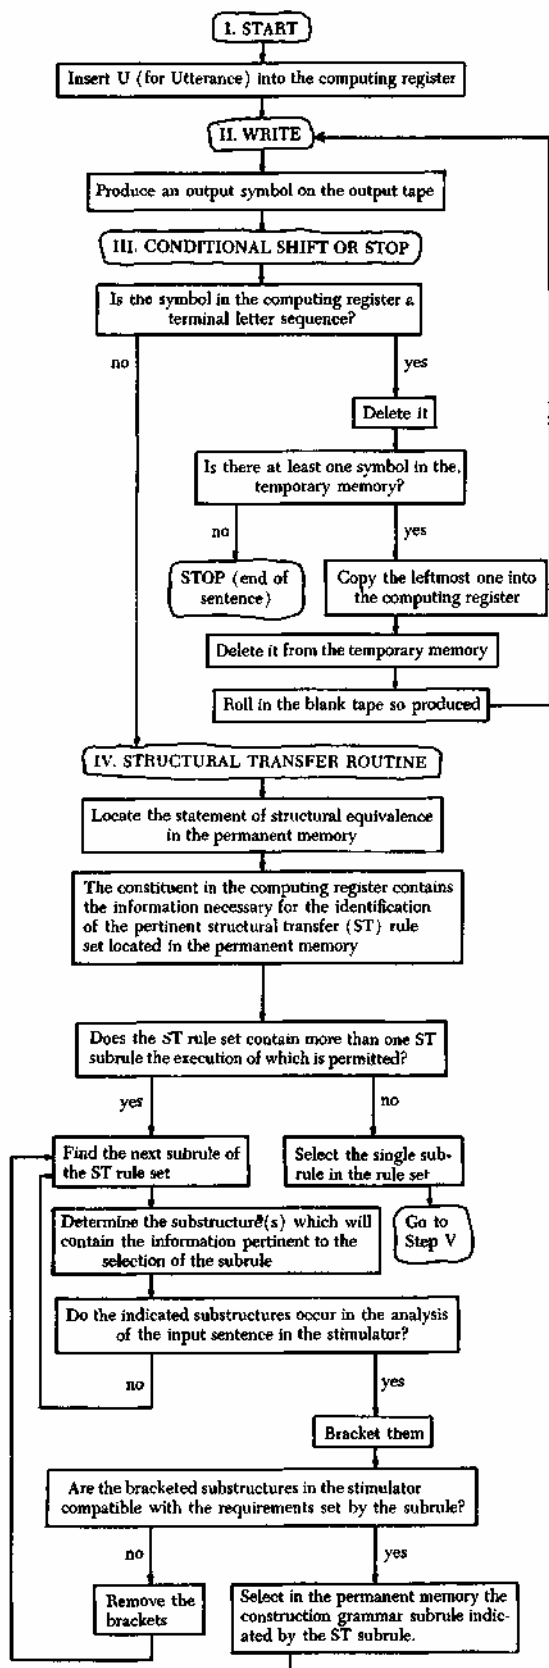 I. START
Insert U (for Utterance) into the computing register
II. WRITE
Produce an output symbol on the output tape
III. CONDITIONAL SHIFT OR STOP
Is the symbol in the computing register a
terminal letter sequence?
no
yes
Delete it
Is there at least one symbol in the,
temporary memory?
no
yes
STOP (end of
sentence)
Copy the leftmost one into
the computing register
Delete it from the temporary memory
Roll in the blank tape so produced
IV. STRUCTURAL TRANSFER ROUTINE
Locate the statement of structural equivalence
in the permanent memory
The constituent in the computing register contains
the information necessary for the identification
of the pertinent structural transfer (ST) rule
set located in the permanent memory
Does the ST rule set contain more than one ST
subrule the execution of which is permitted?
yes
no
Find the next subrule of
the ST rule set
Select the single sub-
rule in the rule set
Determine the substructure(s) which will
contain the information pertinent to the
selection of the subrule
Go to
Step V
Do the indicated substructures occur in the analysis
of the input sentence in the stimulator?
no
yes
Bracket them
Are the bracketed substructures in the stimulator
compatible with the requirements set by the subrule?
no
yes
Remove the
brackets
Select in the permanent memory the
construction grammar subrule indic-
ated by the ST subrule.